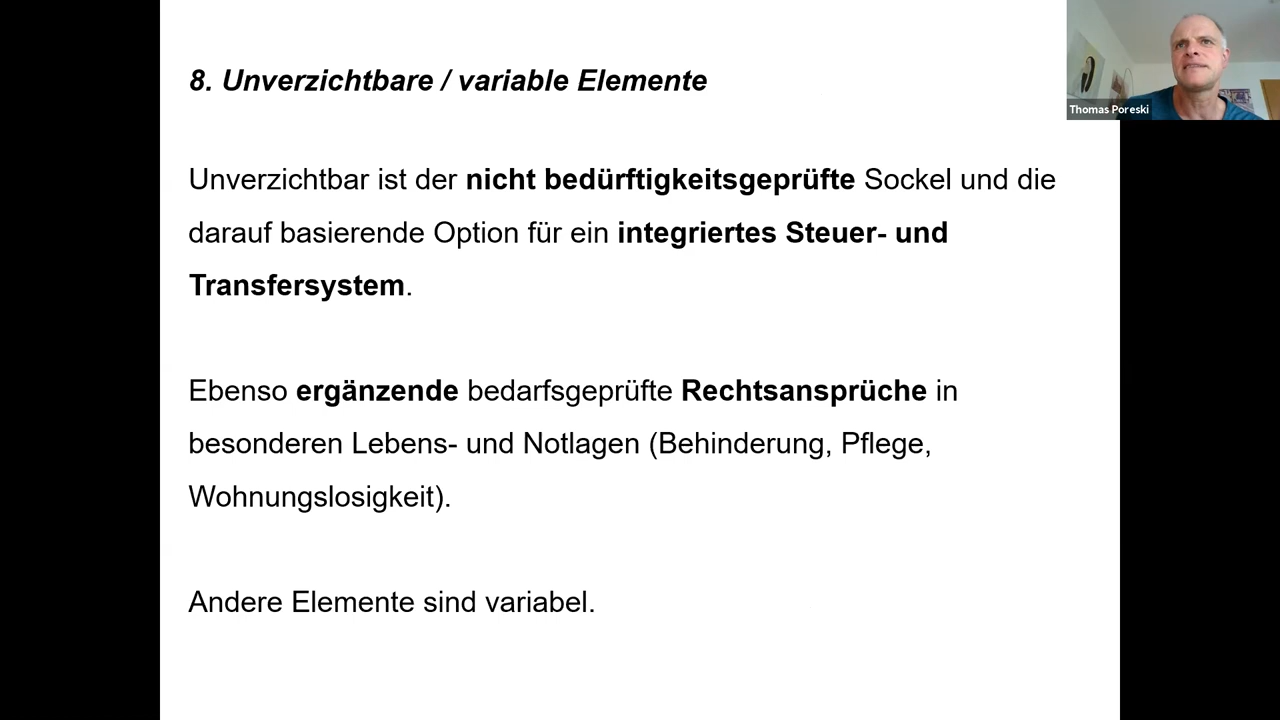 8. Unverzichtbare / variable Elemente
Thomas Poreski
Unverzichtbar ist der nicht bedürftigkeitsgeprüfte Sockel und die
darauf basierende Option für ein integriertes Steuer- und
Transfersystem.
Ebenso ergänzende bedarfsgeprüfte Rechtsansprüche in
besonderen Lebens- und Notlagen (Behinderung, Pflege,
Wohnungslosigkeit).
Andere Elemente sind variabel.